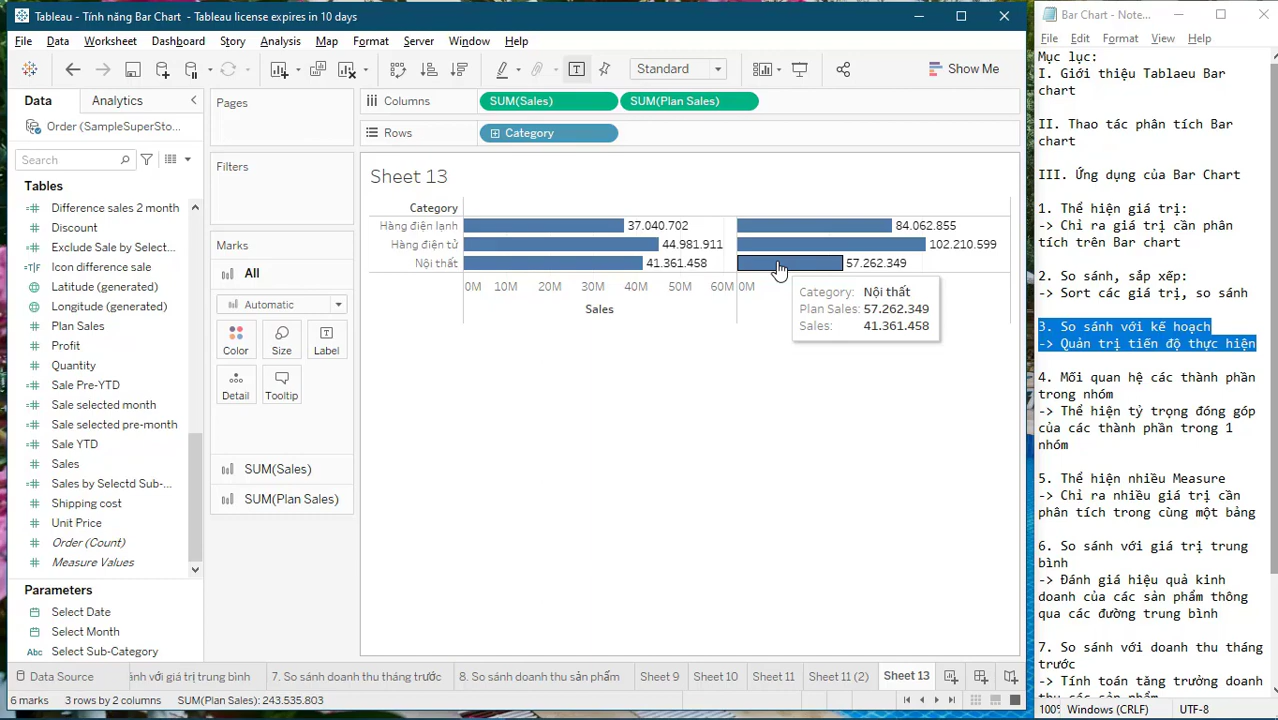 Tableau - Tính năng Bar Chart - Tableau license expires in 10 days
File Data Worksheet Dashboard Story Analysis Map Format Server Window Help
Standard
Show Me
Data Analytics
Order (SampleSuperSto...
Search
Tables
Difference sales 2 month
Discount
Exclude Sale by Select...
Icon difference sale
Latitude (generated)
Longitude (generated)
Plan Sales
Profit
Quantity
Sale Pre-YTD
Sale selected month
Sale selected pre-month
Sale YTD
Sales
Sales by Selectd Sub-...
Shipping cost
Unit Price
Order (Count)
Measure Values
Parameters
Select Date
Select Month
Abc Select Sub-Category
Pages
Filters
Marks
All
Automatic
Color Size Label
Detail Tooltip
SUM(Sales)
SUM(Plan Sales)
Columns SUM(Sales) SUM(Plan Sales)
Rows Category
Sheet 13
Category
Hàng điện lạnh 37.040.702 84.062.855
Hàng điện tử 44.981.911 102.210.599
Nội thất 41.361.458 57.262.349
0M 10M 20M 30M 40M 50M 60M 0M
Sales
Category: Nội thất
Plan Sales: 57.262.349
Sales: 41.361.458
Data Source ánh với giá trị trung bình 7. So sánh doanh thu tháng trước 8. So sánh doanh thu sản phẩm Sheet 9 Sheet 10 Sheet 11 Sheet 11 (2) Sheet 13
6 marks 3 rows by 2 columns SUM(Plan Sales): 243.535.803
Bar Chart - Note...
File Edit Format View Help
Mục lục:
I. Giới thiệu Tablaeu Bar
chart
II. Thao tác phân tích Bar
chart
III. Ứng dụng của Bar Chart
1. Thể hiện giá trị:
-> Chỉ ra giá trị cần phân
tích trên Bar chart
2. So sánh, sắp xếp:
-> Sort các giá trị, so sánh
3. So sánh với kế hoạch
-> Quản trị tiến độ thực hiện
4. Mối quan hệ các thành phần
trong nhóm
-> Thể hiện tỷ trọng đóng góp
của các thành phần trong 1
nhóm
5. Thể hiện nhiều Measure
-> Chỉ ra nhiều giá trị cần
phân tích trong cùng một bảng
6. So sánh với giá trị trung
bình
-> Đánh giá hiệu quả kinh
doanh của các sản phẩm thông
qua các đường trung bình
7. So sánh với doanh thu tháng
trước
-> Tính toán tăng trưởng doanh
thu các sản phẩm
100% Windows (CRLF) UTF-8